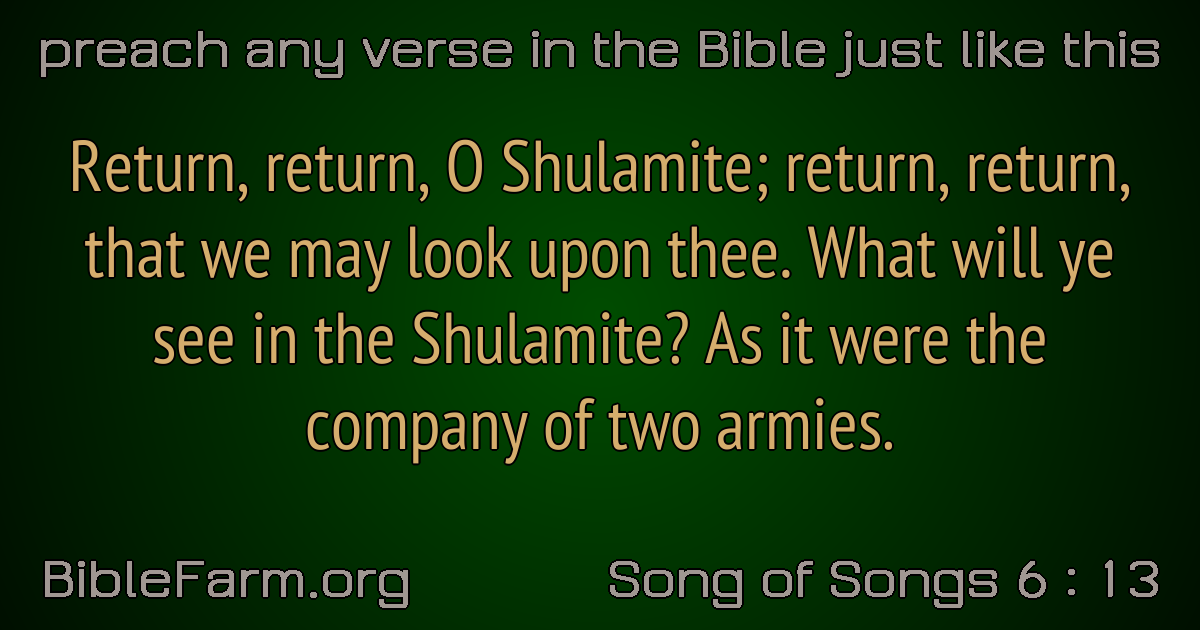 preach any verse in the Bible just like this
Return, return, O Shulamite; return, return,
that we may look upon thee. What will ye
see in the Shulamite? As it were the
company of two armies.
BibleFarm.org
Song of Songs 6 : 13